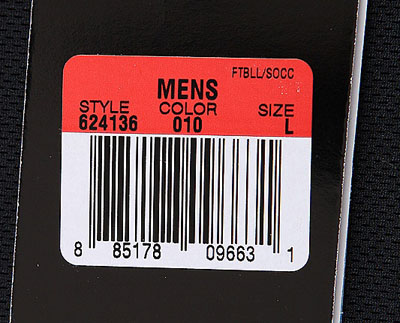 FTBLL/SOCC
MENS
STYLE COLOR SIZE
624136 010 L
8 85178 09663 1